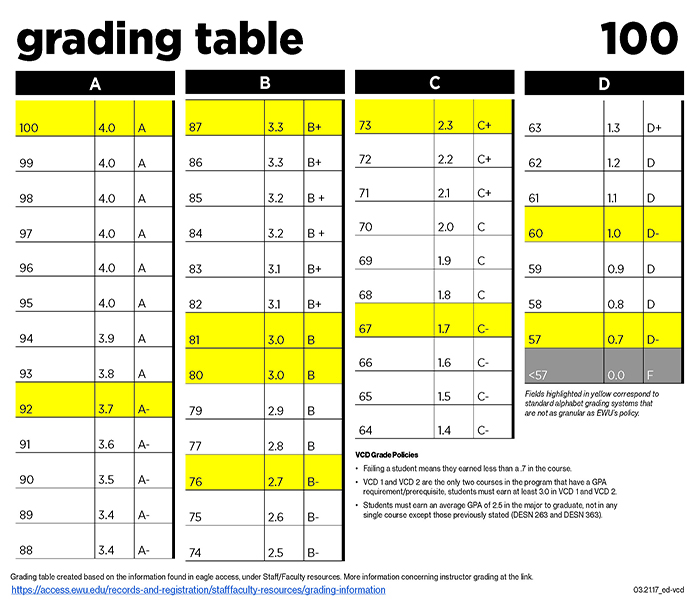 grading table 100
A
100 4.0 A
99 4.0 A
98 4.0 A
97 4.0 A
96 4.0 A
95 4.0 A
94 3.9 A
93 3.8 A
92 3.7 A-
91 3.6 A-
90 3.5 A-
89 3.4 A-
88 3.4 A-
B
87 3.3 B+
86 3.3 B+
85 3.2 B +
84 3.2 B +
83 3.1 B+
82 3.1 B+
81 3.0 B
80 3.0 B
79 2.9 B
77 2.8 B
76 2.7 B-
75 2.6 B-
74 2.5 B-
C
73 2.3 C+
72 2.2 C+
71 2.1 C+
70 2.0 C
69 1.9 C
68 1.8 C
67 1.7 C-
66 1.6 C-
65 1.5 C-
64 1.4 C-
VCD Grade Policies
• Failing a student means they earned less than a .7 in the course.
• VCD 1 and VCD 2 are the only two courses in the program that have a GPA
requirement/prerequisite, students must earn at least 3.0 in VCD 1 and VCD 2.
• Students must earn an average GPA of 2.5 in the major to graduate, not in any
single course except those previously stated (DESN 263 and DESN 363).
D
63 1.3 D+
62 1.2 D
61 1.1 D
60 1.0 D-
59 0.9 D
58 0.8 D
57 0.7 D-
<57 0.0 F
Fields highlighted in yellow correspond to
standard alphabet grading systems that
are not as granular as EWU's policy.
Grading table created based on the information found in eagle access, under Staff/Faculty resources. More information concerning instructor grading at the link.
https://access.ewu.edu/records-and-registration/stafffaculty-resources/grading-information
03.21.17_ed-vcd